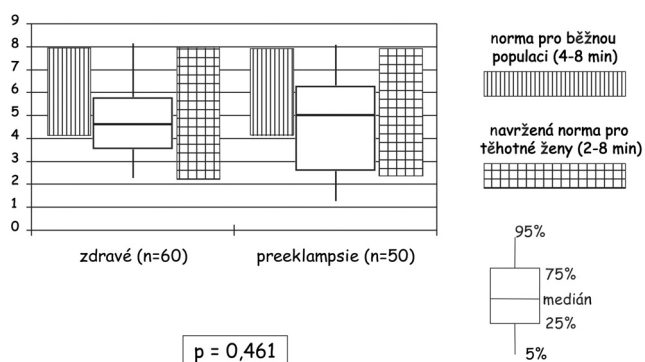 9
8
7
6
5
4
3
2
1
0
zdravé (n=60)
preeklampsie (n=50)
p = 0,461
norma pro běžnou
populaci (4-8 min)
navržená norma pro
těhotné ženy (2-8 min)
95%
75%
medián
25%
5%